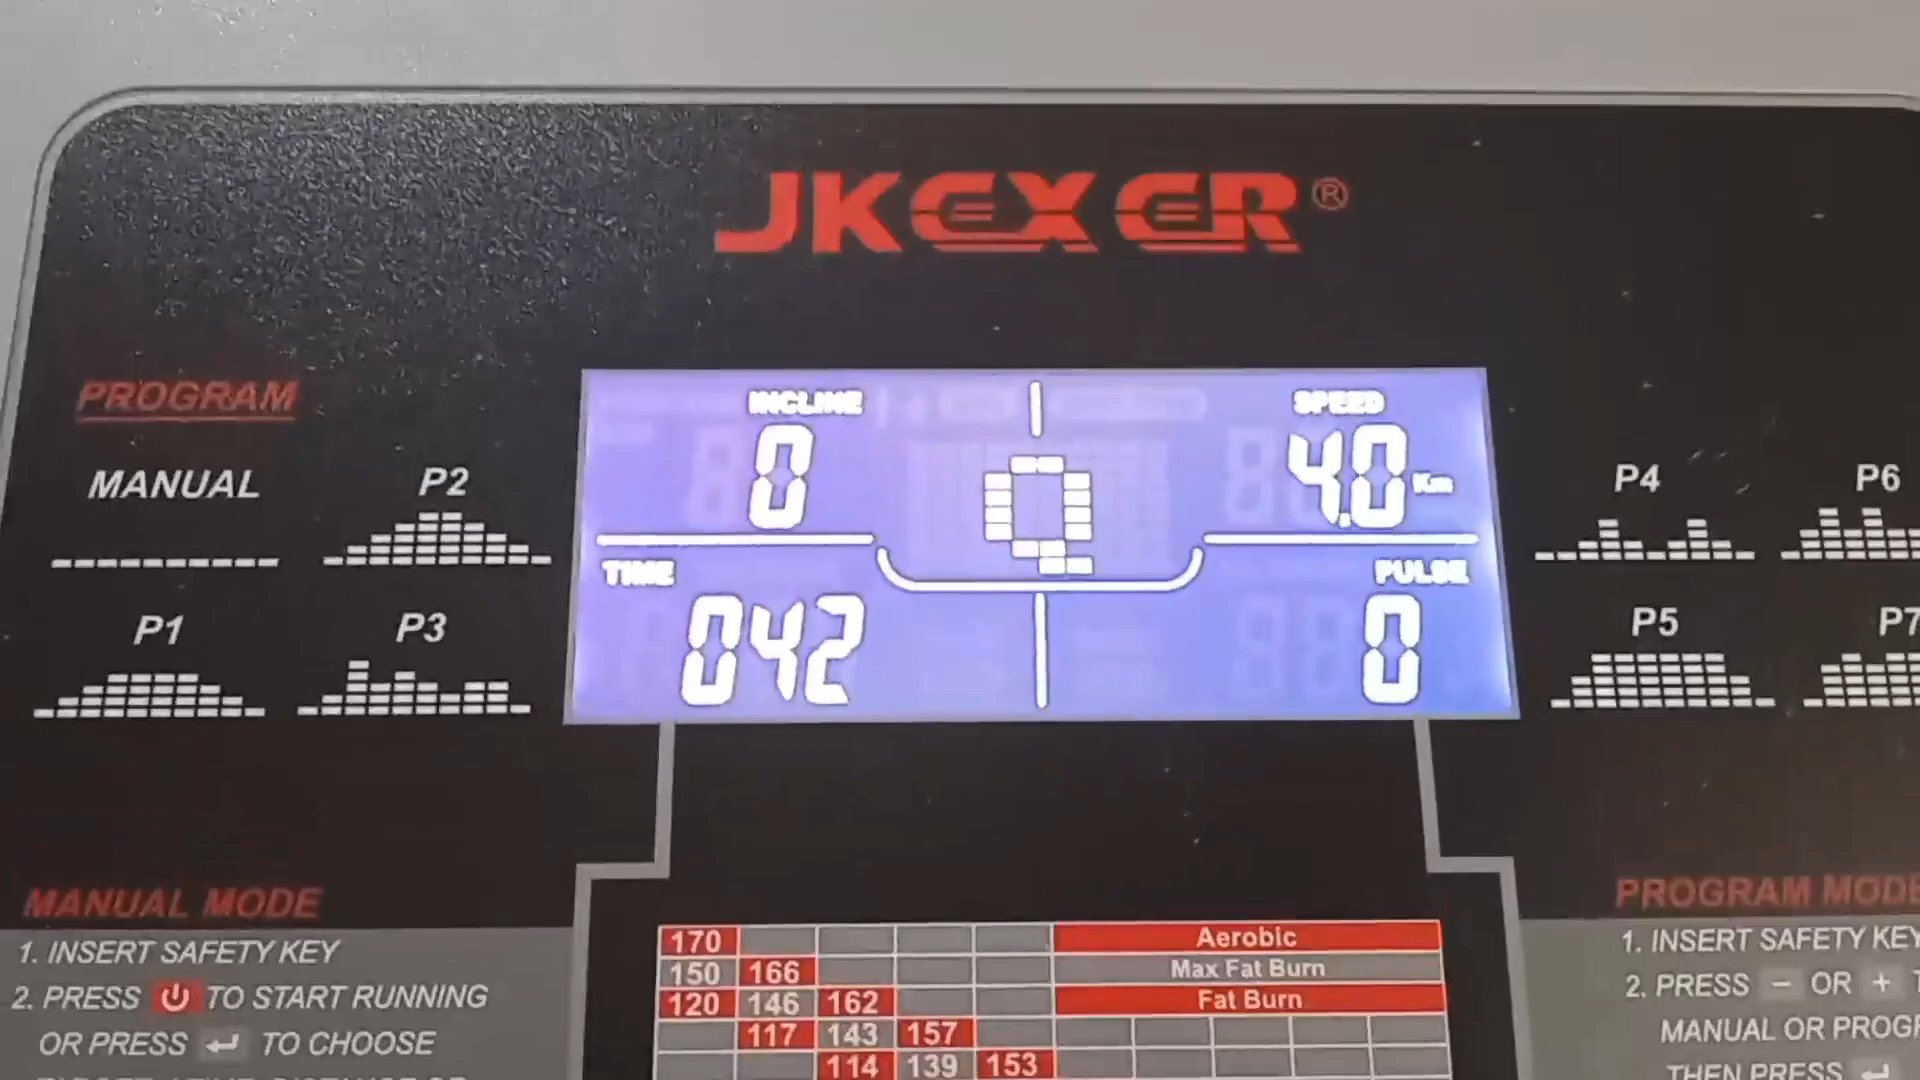 JKEXER®
PROGRAM
MANUAL
P2
P1
P3
INCLINE
0
SPEED
4.0 Km
TIME
042
PULSE
0
P4
P6
P5
P7
MANUAL MODE
1. INSERT SAFETY KEY
2. PRESS TO START RUNNING
OR PRESS TO CHOOSE
170 Aerobic
150 166 Max Fat Burn
120 146 162 Fat Burn
117 143 157
114 139 153
PROGRAM MODE
1. INSERT SAFETY KEY
2. PRESS - OR +
MANUAL OR
THEN PRESS